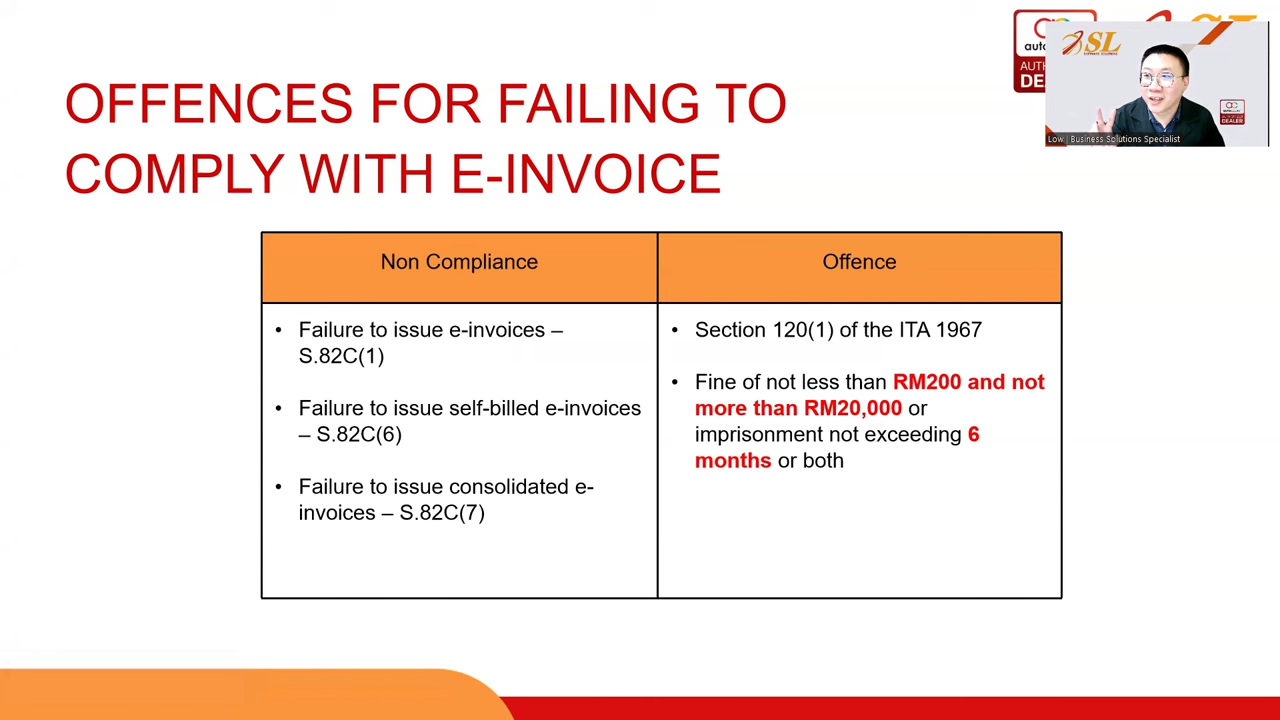 OFFENCES FOR FAILING TO
COMPLY WITH E-INVOICE
SL
AUTH
DEALER
Low | Business Solutions Specialist
Non Compliance
Offence
• Failure to issue e-invoices –
S.82C(1)
• Failure to issue self-billed e-invoices
– S.82C(6)
• Failure to issue consolidated e-
invoices – S.82C(7)
• Section 120(1) of the ITA 1967
• Fine of not less than RM200 and not
more than RM20,000 or
imprisonment not exceeding 6
months or both